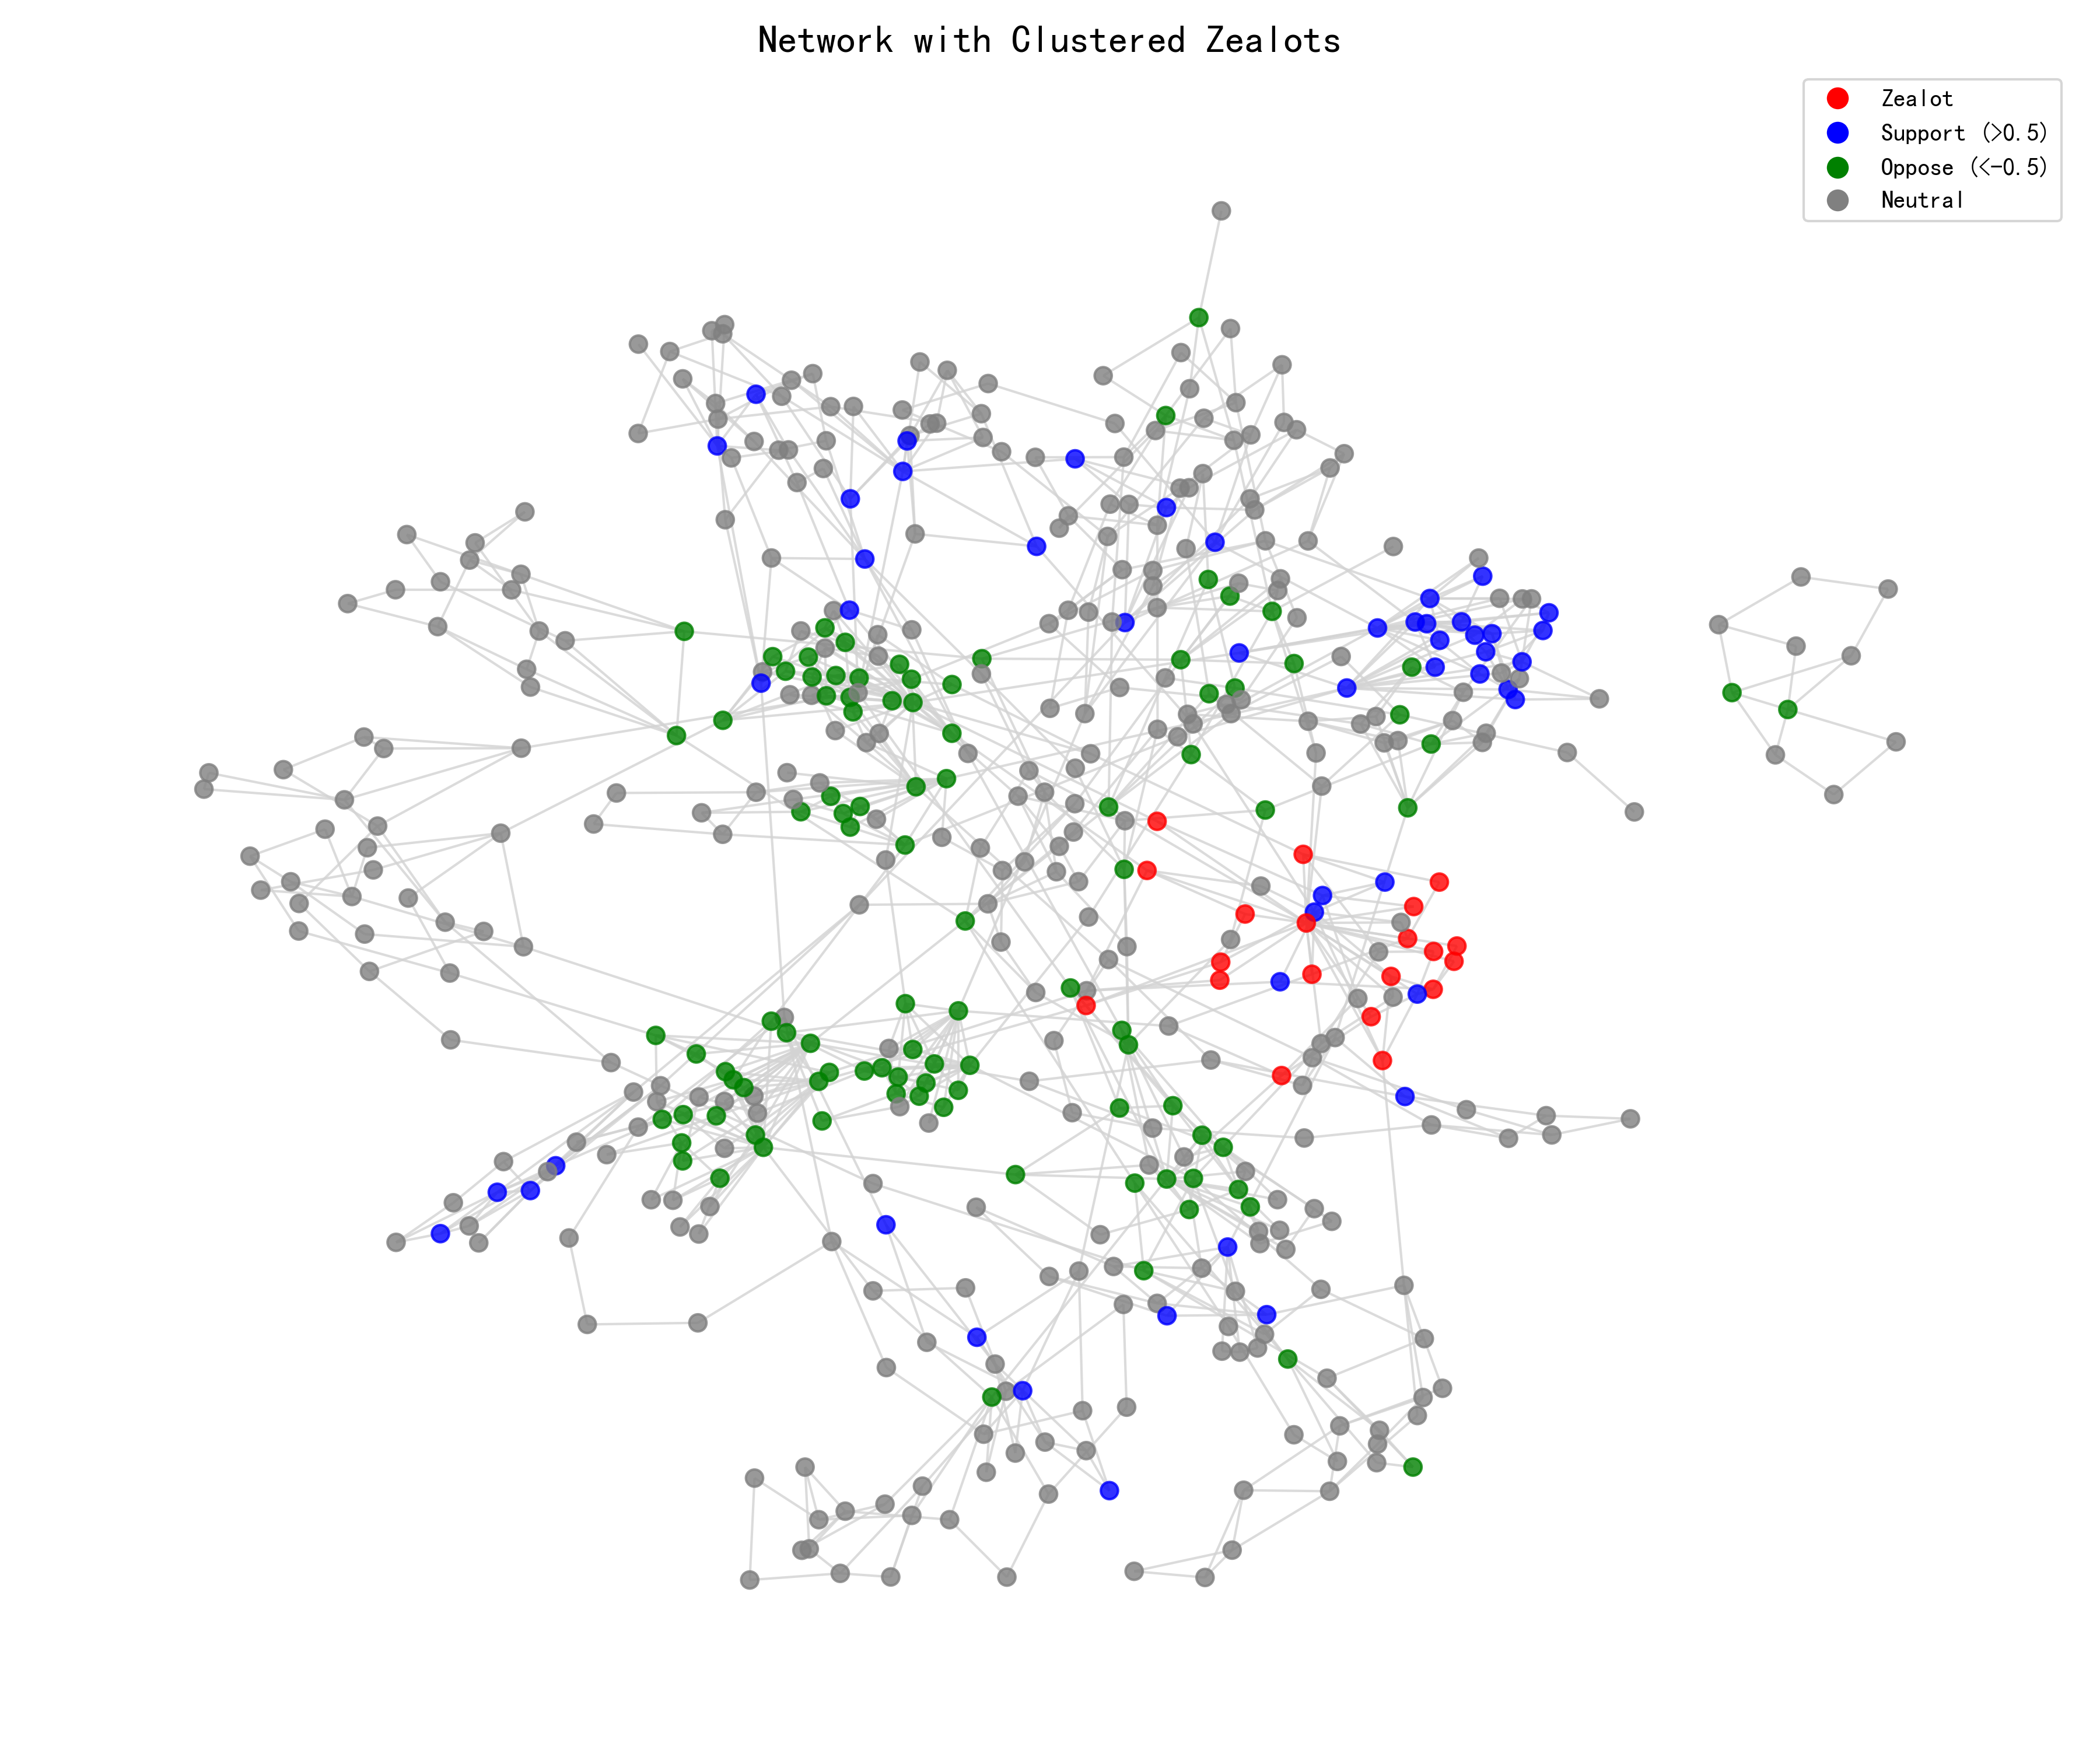 Network with Clustered Zealots
Zealot
Support (>0.5)
Oppose (<-0.5)
Neutral